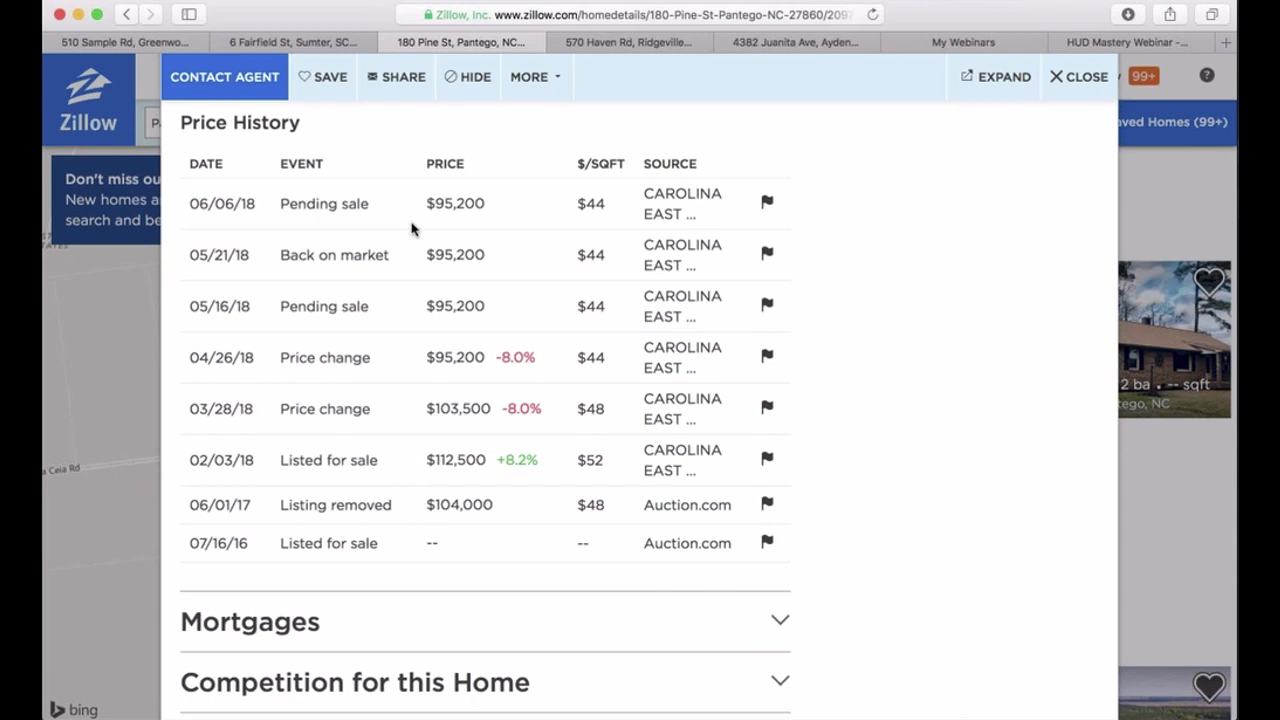 Zillow, Inc. www.zillow.com/homedetails/180-Pine-St-Pantego-NC-27860/209
510 Sample Rd, Greenwo...
6 Fairfield St, Sumter, SC...
180 Pine St, Pantego, NC...
570 Haven Rd, Ridgeville...
4382 Juanita Ave, Ayden...
My Webinars
HUD Mastery Webinar -...
CONTACT AGENT
SAVE
SHARE
HIDE
MORE
EXPAND
CLOSE
99+
?
Zillow
P
aved Homes (99+)
Don't miss ou
New homes a
search and be
Price History
DATE EVENT PRICE $/SQFT SOURCE
06/06/18 Pending sale $95,200 $44 CAROLINA
EAST ...
05/21/18 Back on market $95,200 $44 CAROLINA
EAST ...
05/16/18 Pending sale $95,200 $44 CAROLINA
EAST ...
04/26/18 Price change $95,200 -8.0% $44 CAROLINA
EAST ...
03/28/18 Price change $103,500 -8.0% $48 CAROLINA
EAST ...
02/03/18 Listed for sale $112,500 +8.2% $52 CAROLINA
EAST ...
06/01/17 Listing removed $104,000 $48 Auction.com
07/16/16 Listed for sale -- -- Auction.com
2 ba . -- sqft
tego, NC
a Ceia Rd
Mortgages
Competition for this Home
bing